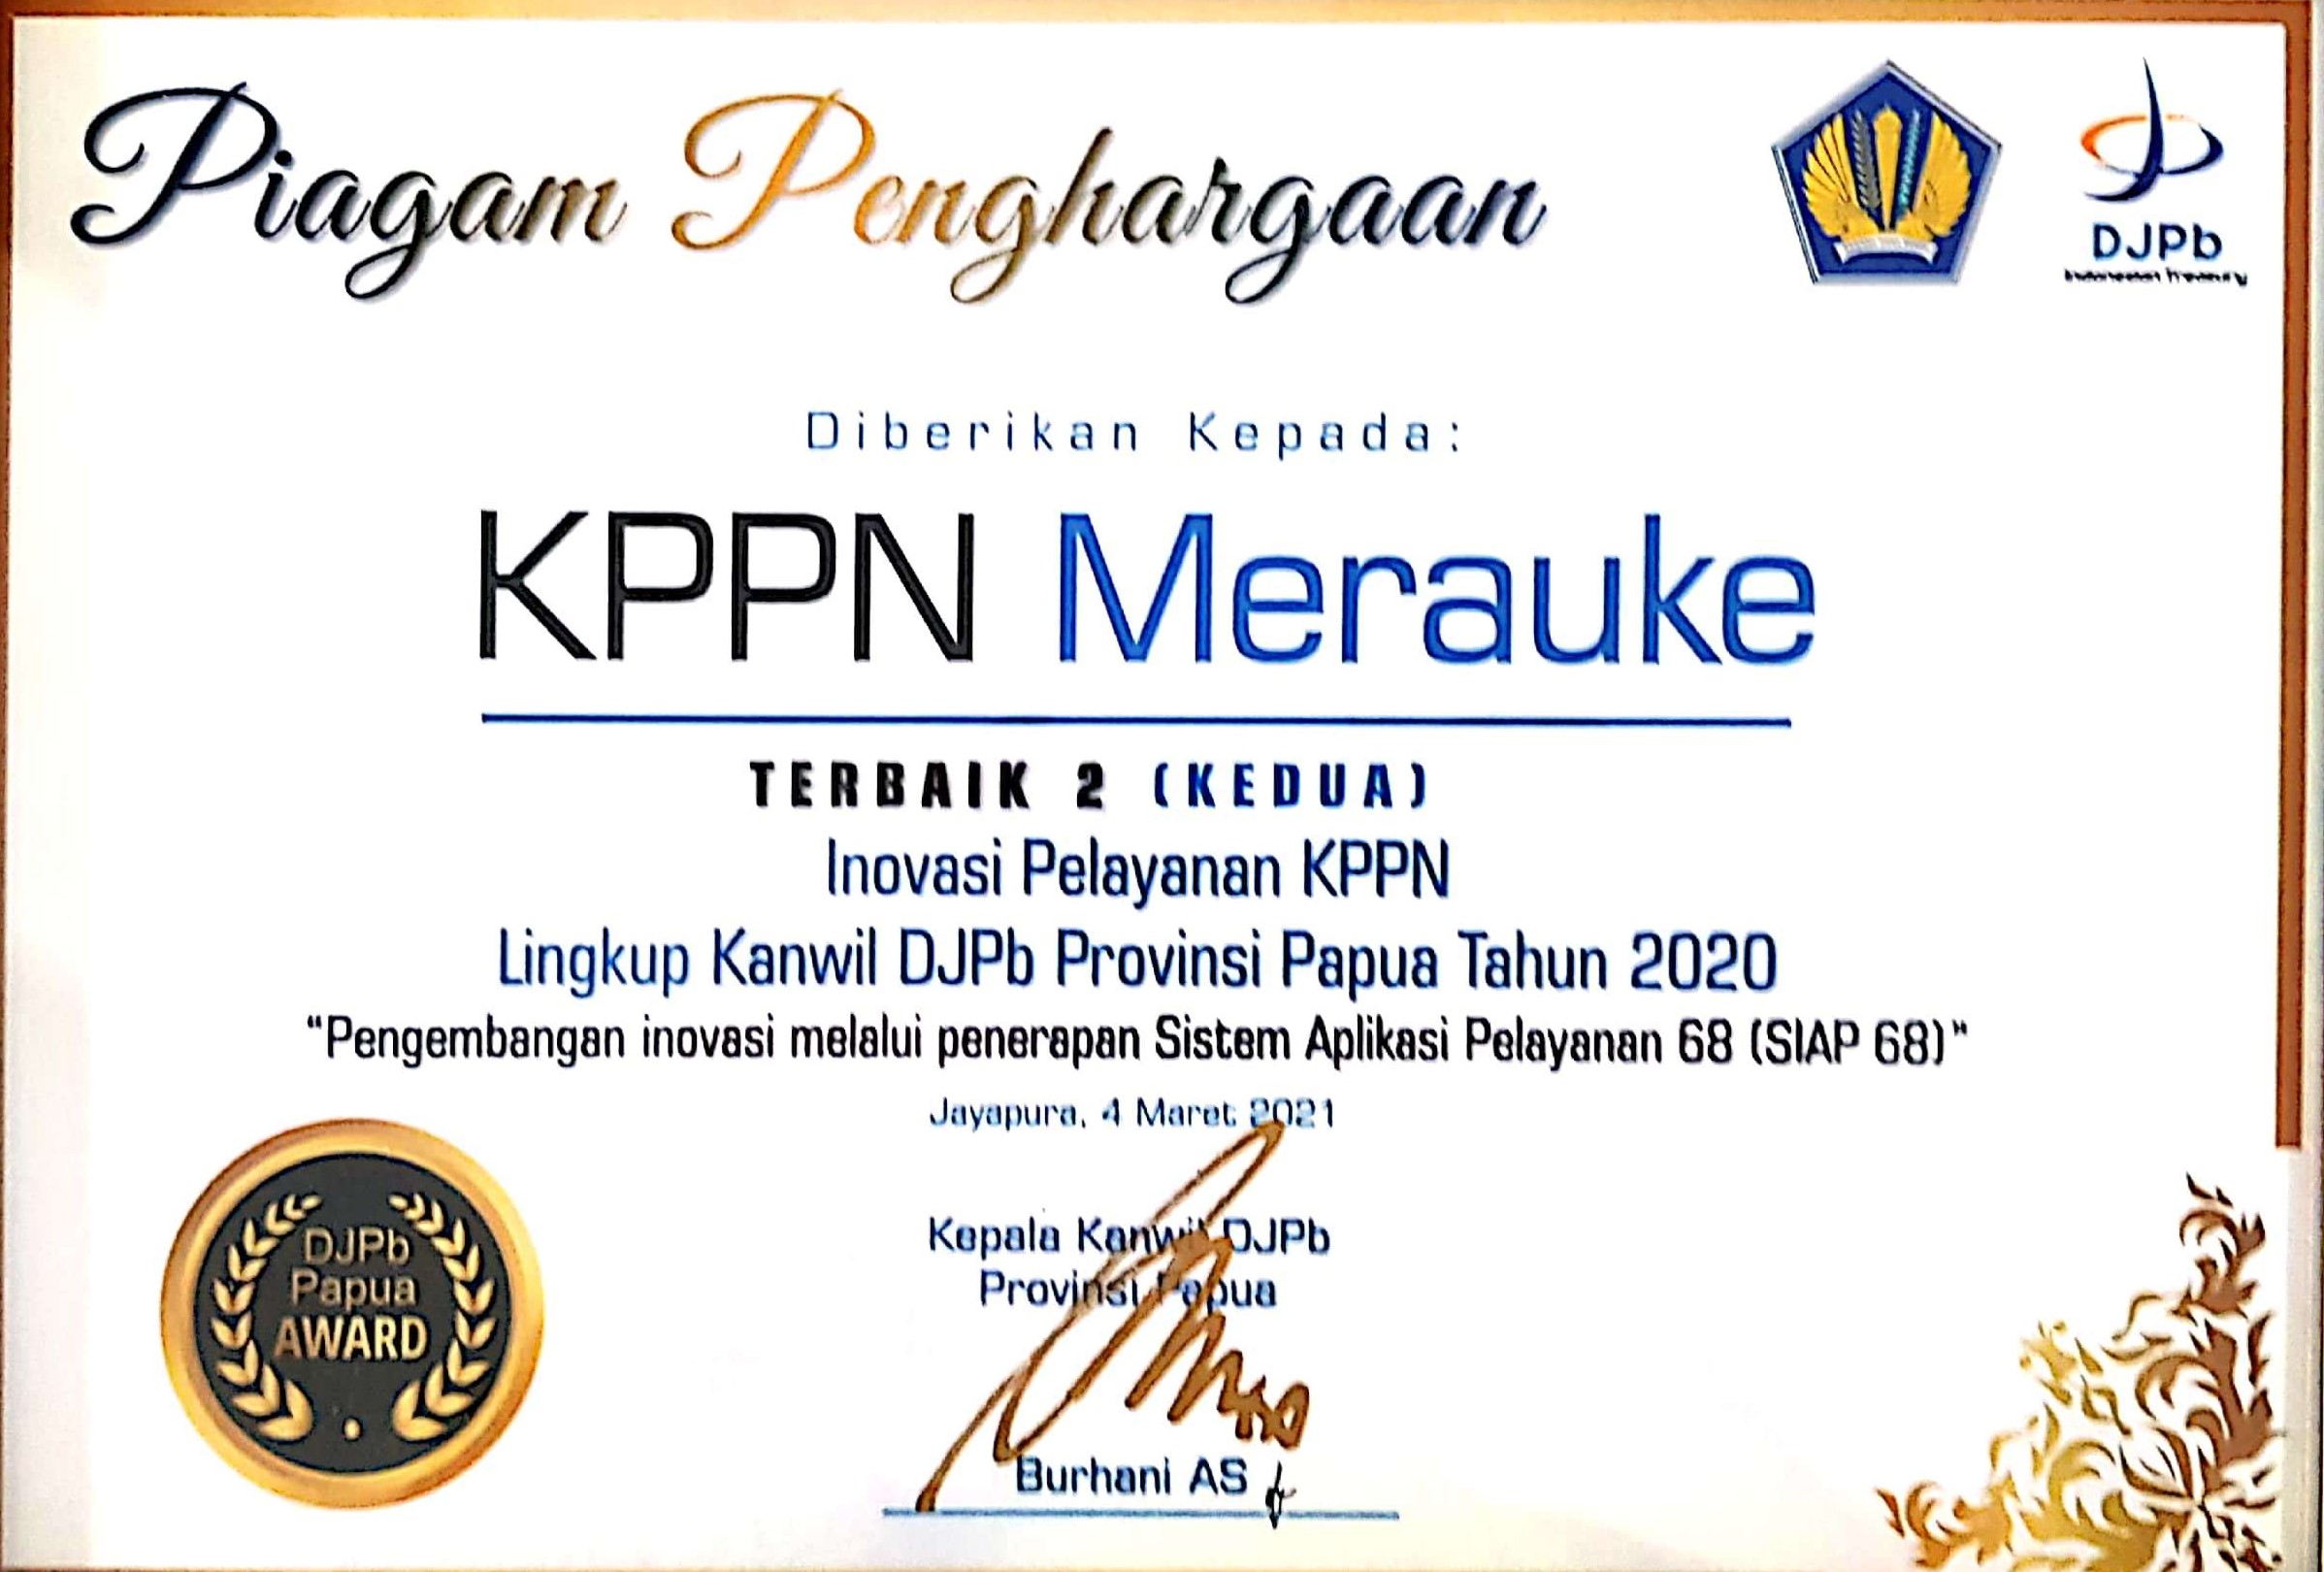 Piagam Penghargaan
DJPb
Indonesian Treasury
Diberikan Kepada:
KPPN Merauke
TERBAIK 2 (KEDUA)
Inovasi Pelayanan KPPN
Lingkup Kanwil DJPb Provinsi Papua Tahun 2020
“Pengembangan inovasi melalui penerapan Sistem Aplikasi Pelayanan 68 (SIAP 68)”
Jayapura, 4 Maret 2021
Kepala Kanwil DJPb
Provinsi Papua
Burhani AS
DJPb
Papua
AWARD